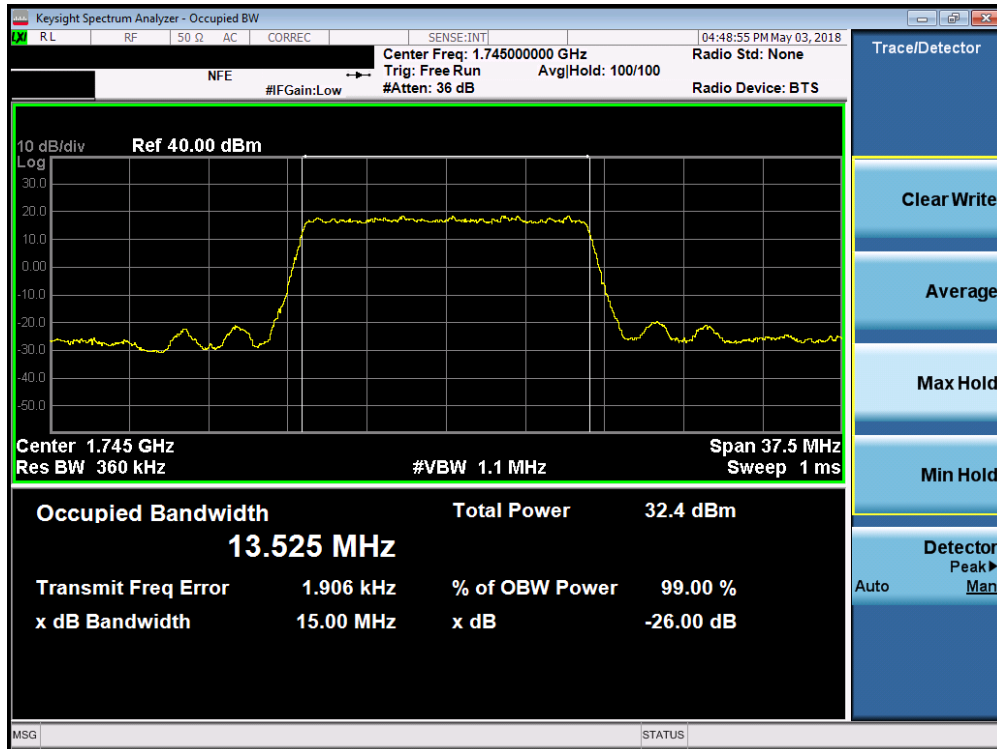 Keysight Spectrum Analyzer - Occupied BW
LXI RL RF 50 Ω AC CORREC SENSE:INT 04:48:55 PM May 03, 2018
Center Freq: 1.745000000 GHz Radio Std: None
NFE Trig: Free Run Avg|Hold: 100/100
#IFGain:Low #Atten: 36 dB Radio Device: BTS
10 dB/div Ref 40.00 dBm
Log
30.0
20.0
10.0
0.00
-10.0
-20.0
-30.0
-40.0
-50.0
Center 1.745 GHz Span 37.5 MHz
Res BW 360 kHz #VBW 1.1 MHz Sweep 1 ms
Occupied Bandwidth Total Power 32.4 dBm
13.525 MHz
Transmit Freq Error 1.906 kHz % of OBW Power 99.00 %
x dB Bandwidth 15.00 MHz x dB -26.00 dB
Trace/Detector
Clear Write
Average
Max Hold
Min Hold
Detector
Peak▶
Auto Man
MSG STATUS